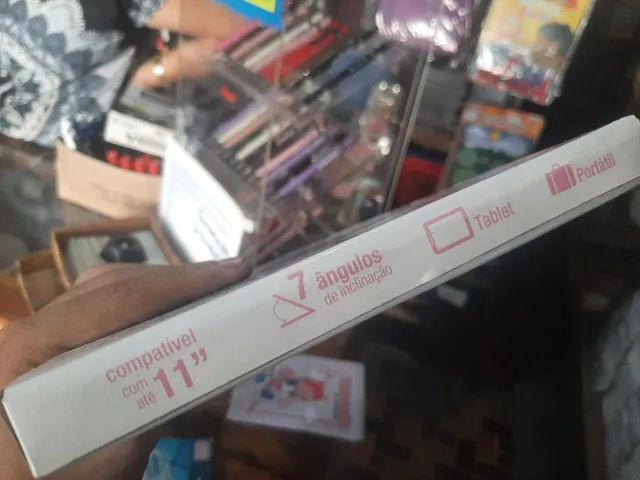 compatível
com
até 11”
7 ângulos
de inclinação
Tablet
Portátil